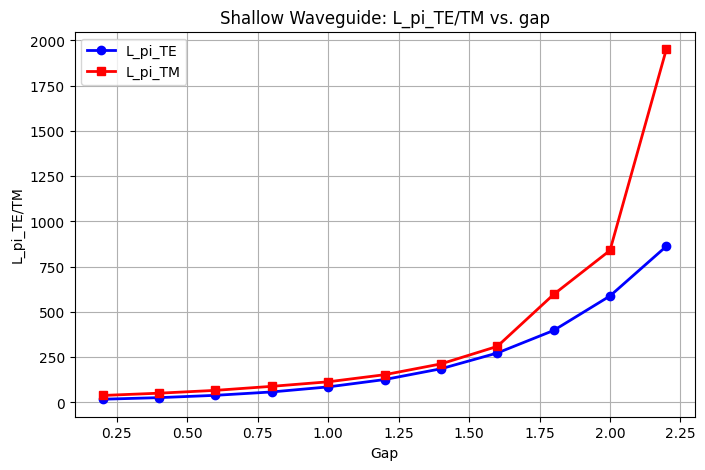 Shallow Waveguide: L_pi_TE/TM vs. gap
L_pi_TE
L_pi_TM
L_pi_TE/TM
2000
1750
1500
1250
1000
750
500
250
0
0.25 0.50 0.75 1.00 1.25 1.50 1.75 2.00 2.25
Gap